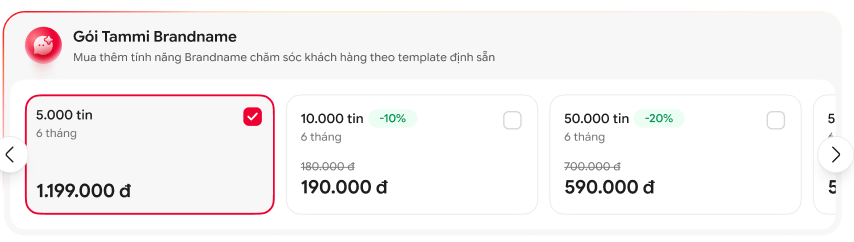 Gói Tammi Brandname
Mua thêm tính năng Brandname chăm sóc khách hàng theo template định sẵn
5.000 tin
6 tháng
1.199.000 đ
10.000 tin -10%
6 tháng
180.000 đ
190.000 đ
50.000 tin -20%
6 tháng
700.000 đ
590.000 đ
5
5